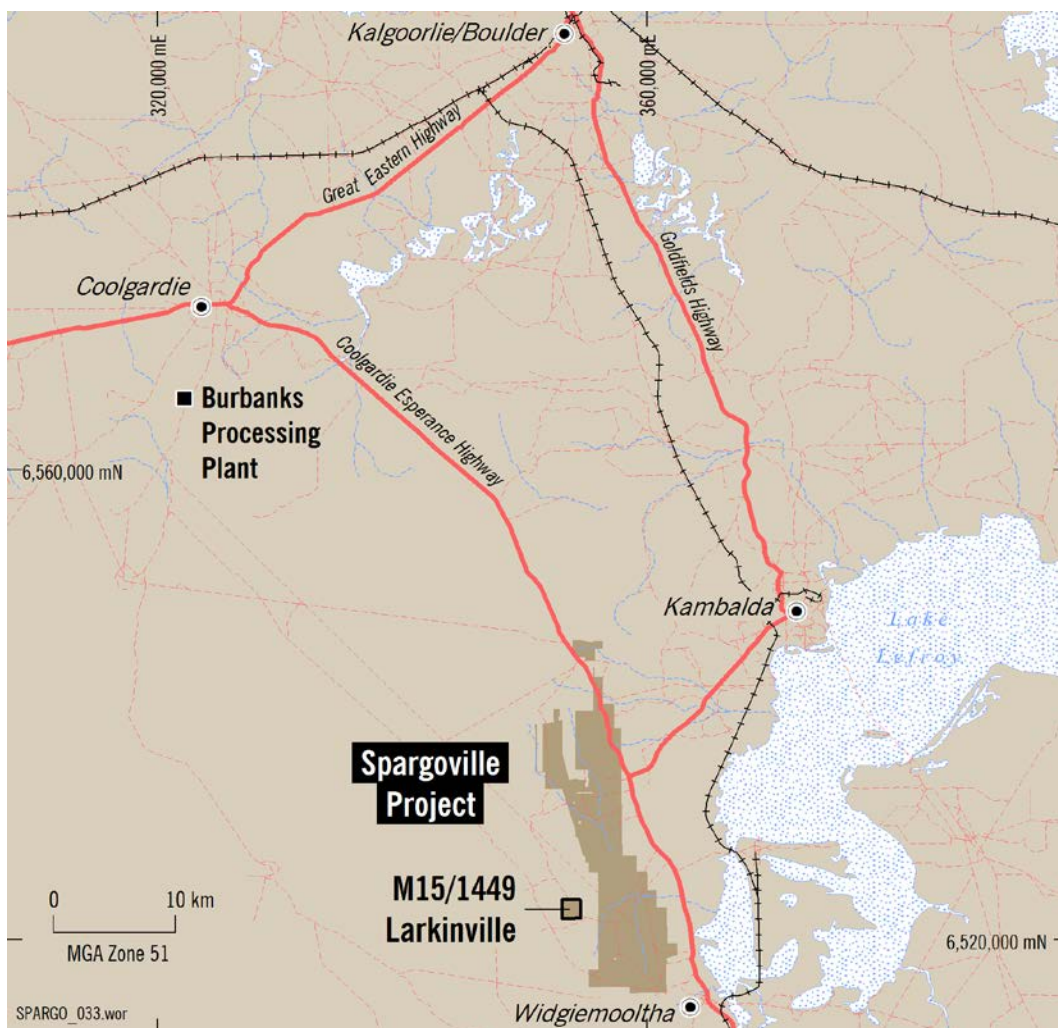 Kalgoorlie/Boulder
320,000 mE
360,000 mE
Great Eastern Highway
Goldfields Highway
Coolgardie
Coolgardie Esperance Highway
Burbanks
Processing
Plant
6,560,000 mN
Kambalda
Lake
Lefroy
Spargoville
Project
M15/1449
Larkinville
0 10 km
MGA Zone 51
6,520,000 mN
Widgiemooltha
SPARGO_033.wor